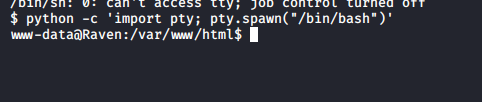 /bin/sh: 0: can't access tty; job control turned off
$ python -c 'import pty; pty.spawn("/bin/bash")'
www-data@Raven:/var/www/html$